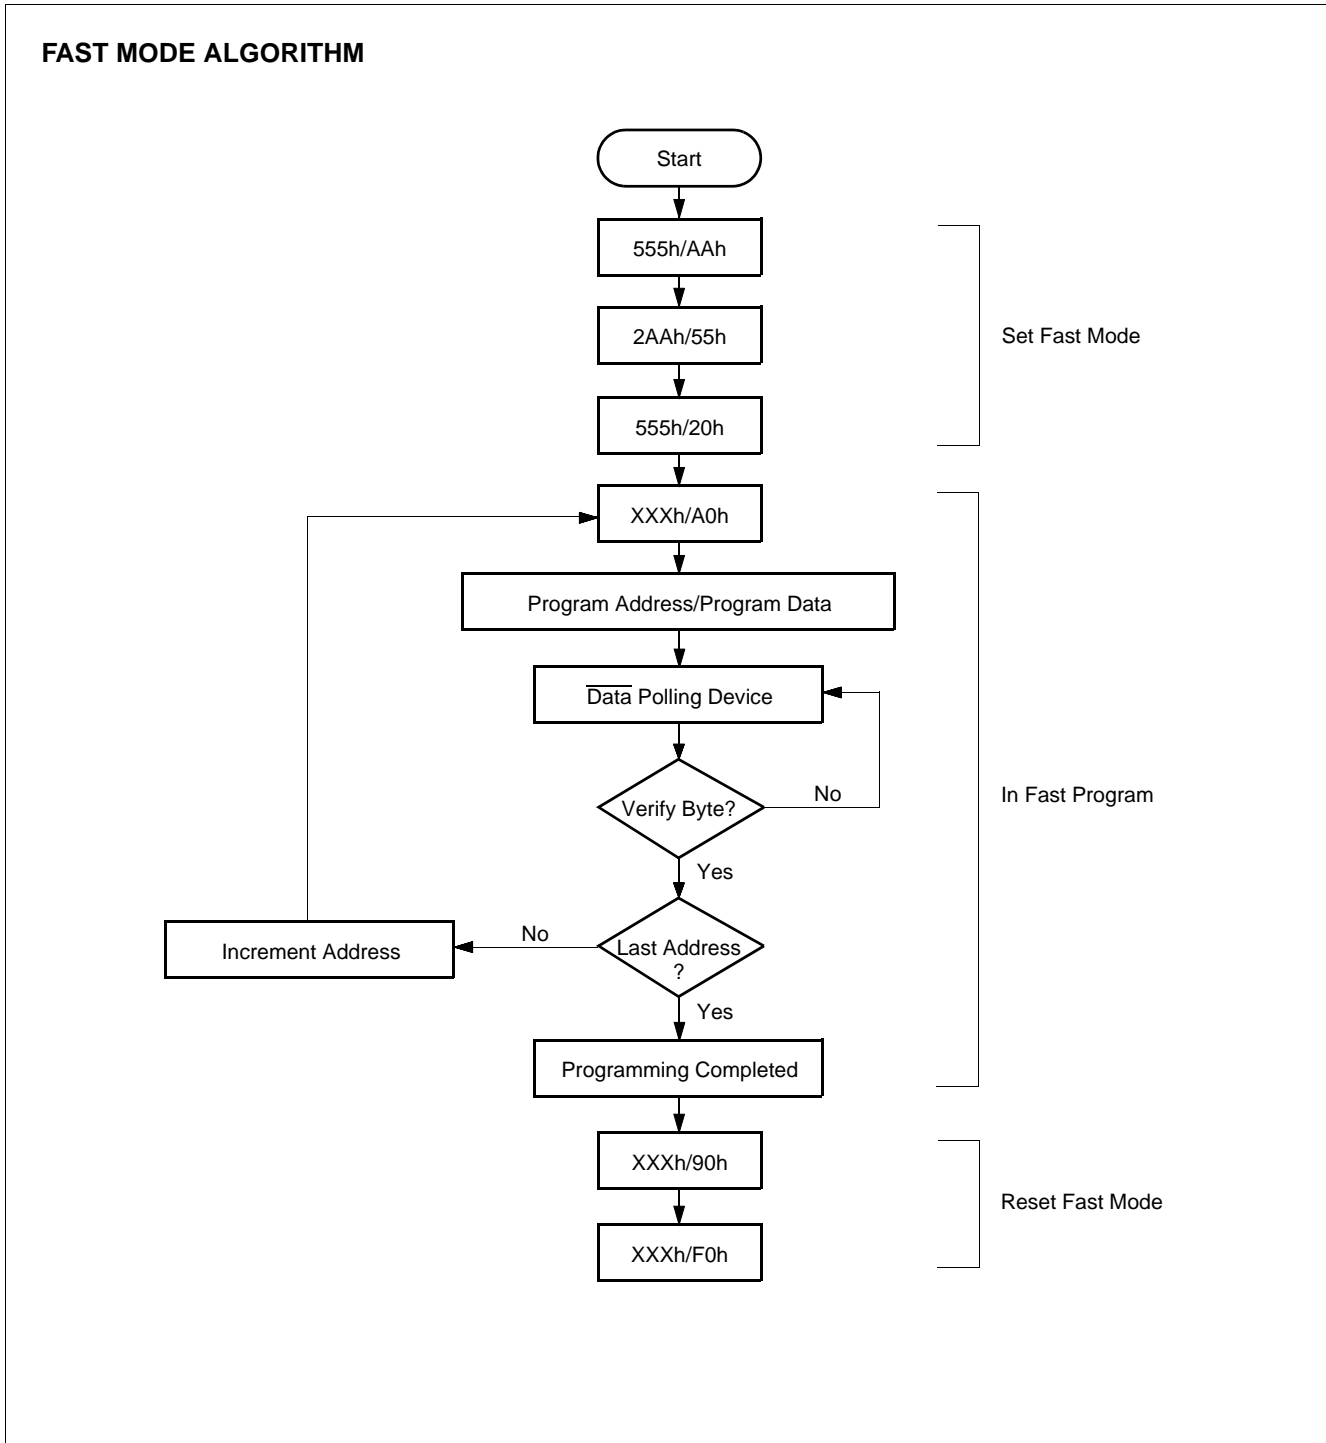 FAST MODE ALGORITHM
Start
555h/AAh
2AAh/55h
Set Fast Mode
555h/20h
XXXh/A0h
Program Address/Program Data
Data Polling Device
Verify Byte?
No
In Fast Program
Yes
Increment Address
No
Last Address
?
Yes
Programming Completed
XXXh/90h
Reset Fast Mode
XXXh/F0h